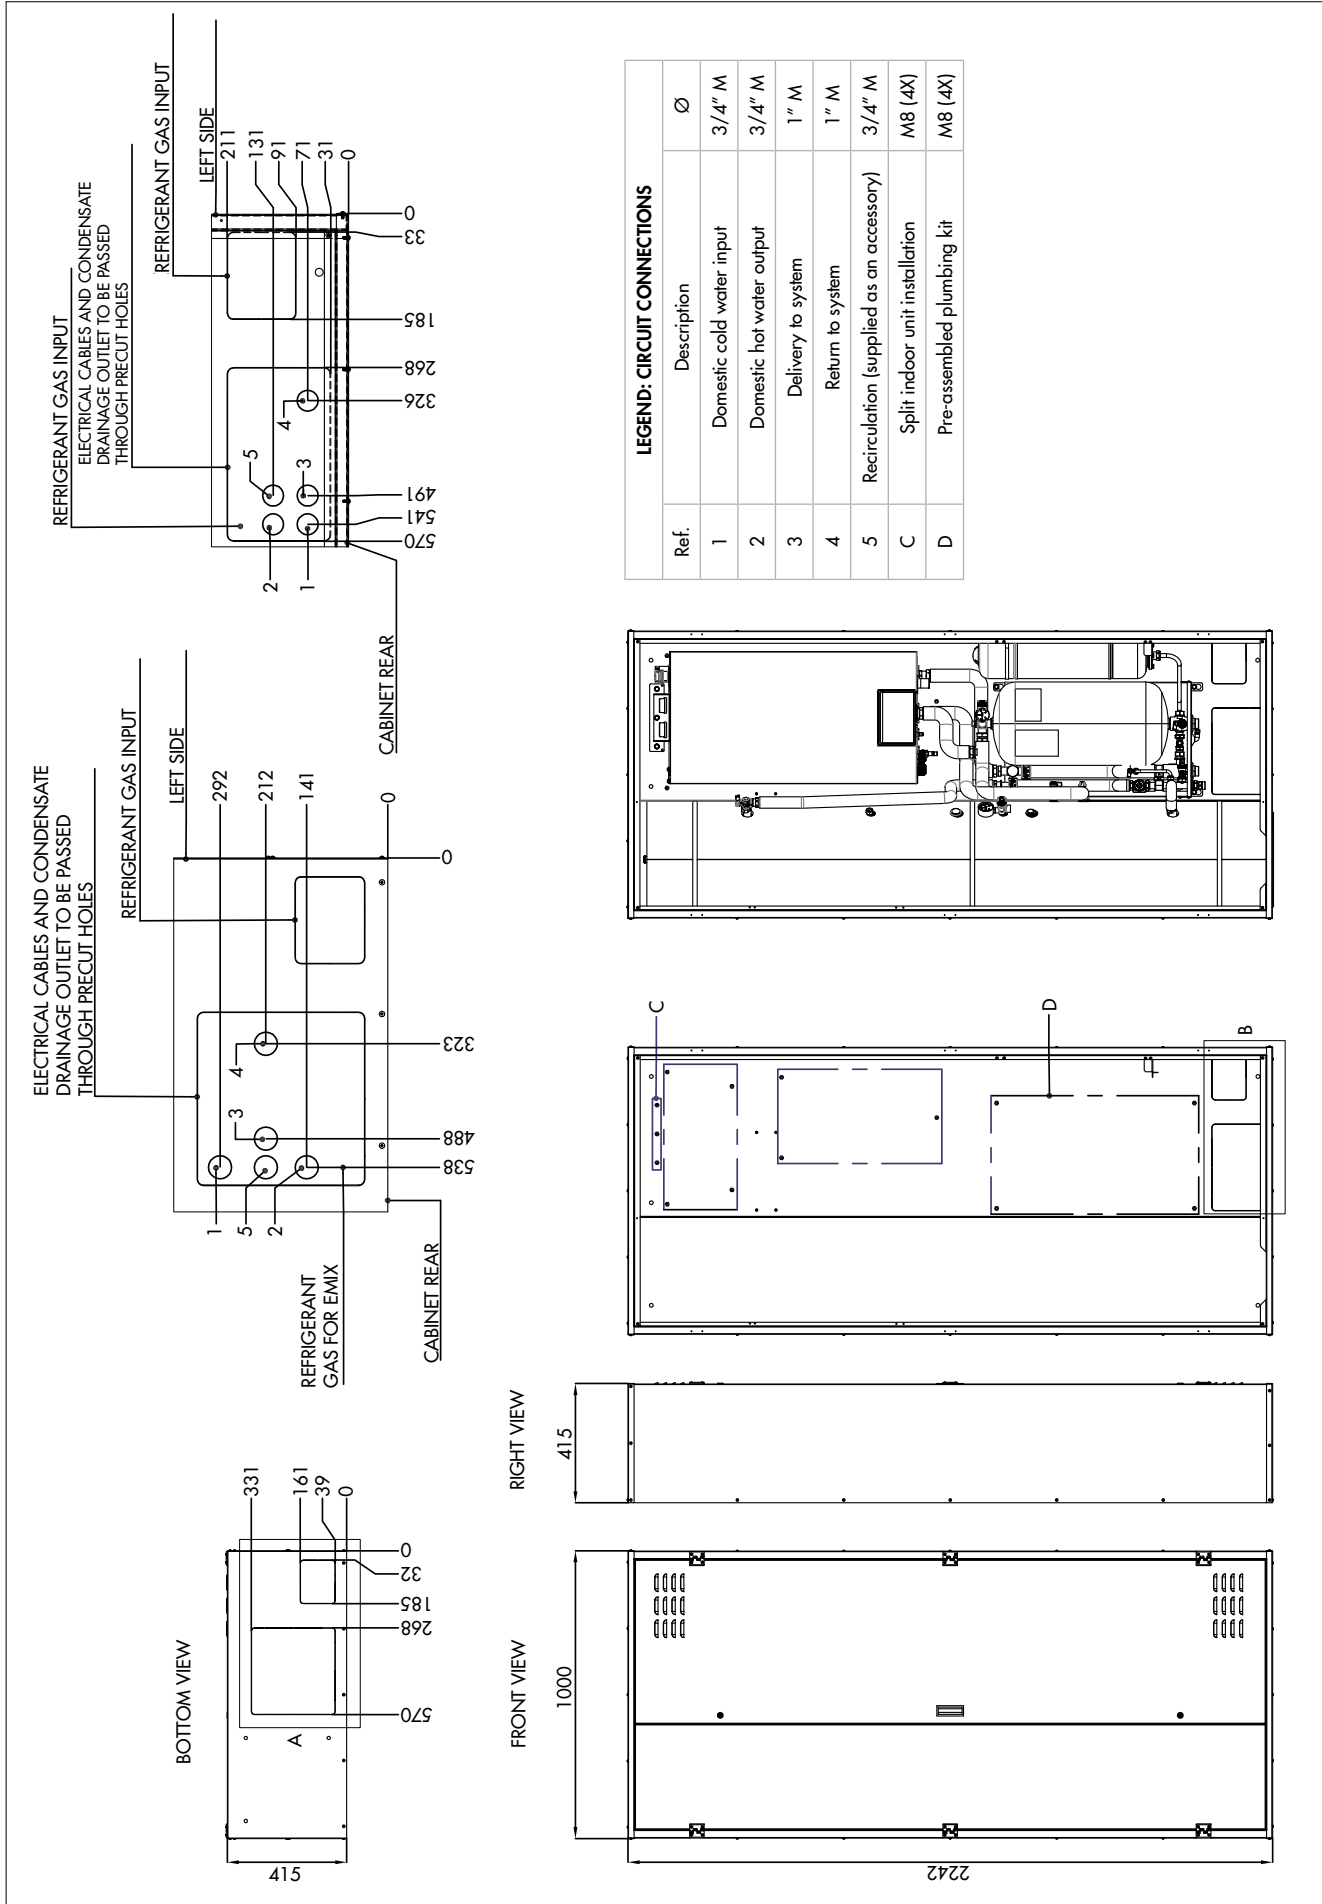 BOTTOM VIEW
415
A
331
161
39
0
0
32
185
268
570
ELECTRICAL CABLES AND CONDENSATE
DRAINAGE OUTLET TO BE PASSED
THROUGH PRECUT HOLES
REFRIGERANT GAS INPUT
LEFT SIDE
292
212
141
0
0
323
488
538
1
5
2
3
4
REFRIGERANT
GAS FOR EMIX
CABINET REAR
REFRIGERANT GAS INPUT
ELECTRICAL CABLES AND CONDENSATE
DRAINAGE OUTLET TO BE PASSED
THROUGH PRECUT HOLES
REFRIGERANT GAS INPUT
LEFT SIDE
211
131
91
71
31
0
0
33
185
268
326
491
541
570
2
1
5
3
4
CABINET REAR
FRONT VIEW
1000
2242
RIGHT VIEW
415
C
D
B
LEGEND: CIRCUIT CONNECTIONS
Ref. Description Ø
1 Domestic cold water input 3/4" M
2 Domestic hot water output 3/4" M
3 Delivery to system 1" M
4 Return to system 1" M
5 Recirculation (supplied as an accessory) 3/4" M
C Split indoor unit installation M8 (4X)
D Pre-assembled plumbing kit M8 (4X)